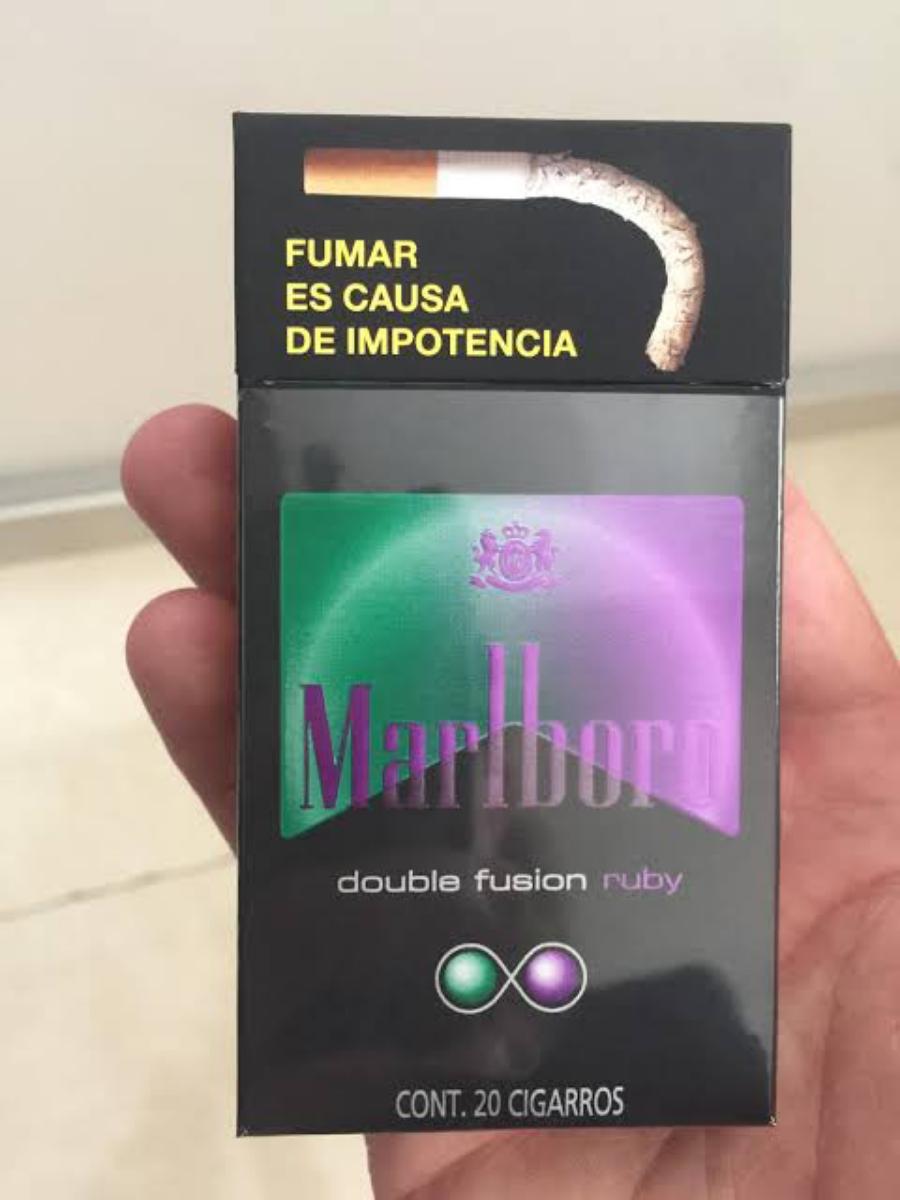 FUMAR
ES CAUSA
DE IMPOTENCIA
Marlboro
double fusion ruby
CONT. 20 CIGARROS